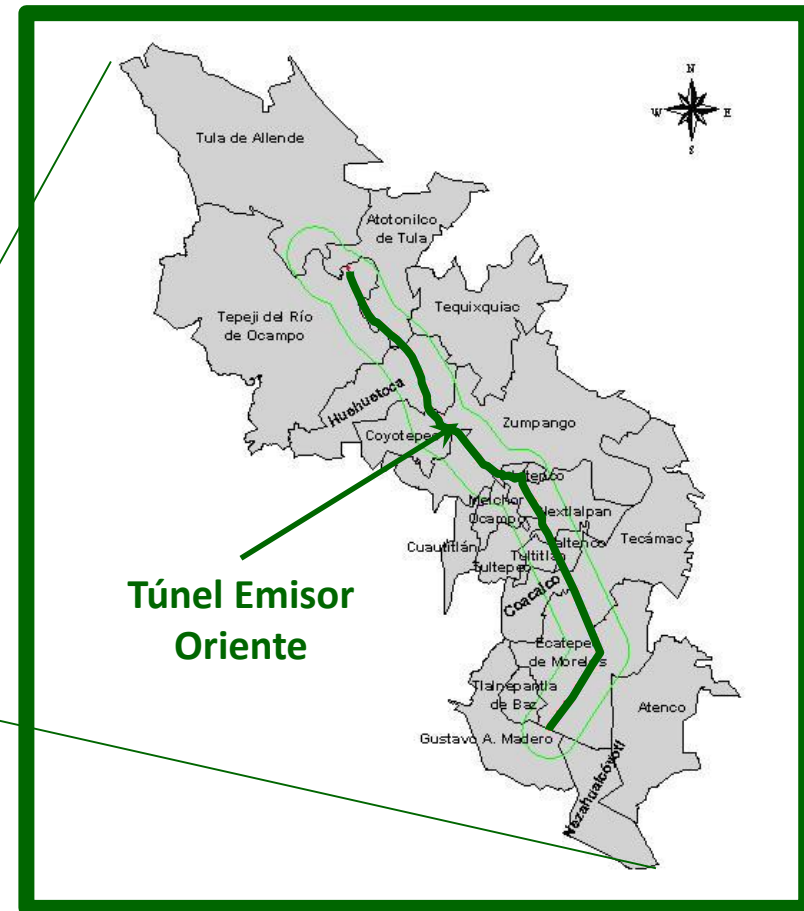 N
W E
S
Tula de Allende
Atotonilco
de Tula
Tequixquiac
Tepeji del Río
de Ocampo
Huehuetoca
Zumpango
Coyotepec
Melchor
Ocampo
Nextlalpan
Cuautitlán
Tultitlán
Tecámac
Tultepec
Coacalco
Túnel Emisor
Oriente
Ecatepec
de Morelos
Tlalnepantla
de Baz
Atenco
Gustavo A. Madero
Nezahualcóyotl